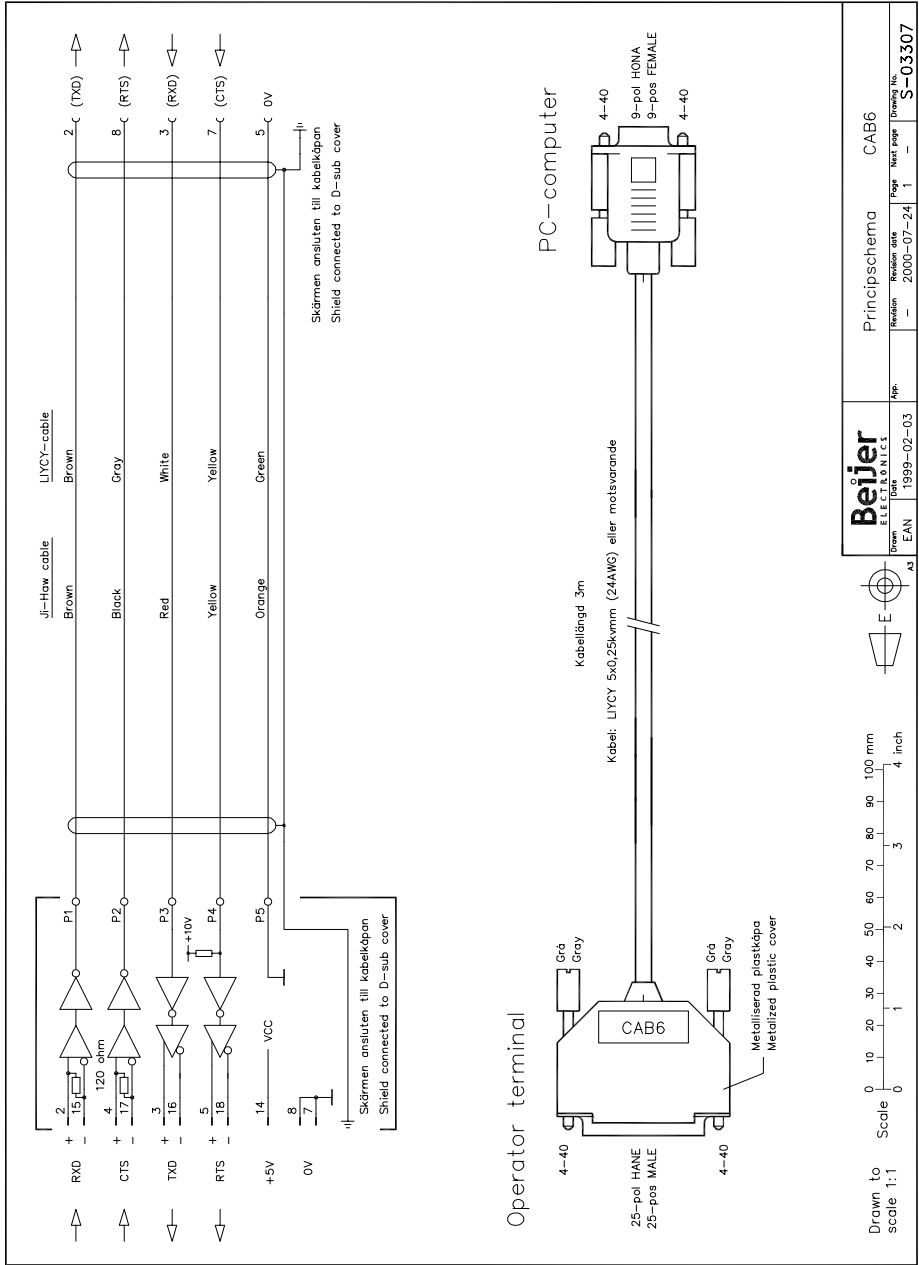 Ji-Haw cable
LIYCY-cable
RXD
+ 2
- 15
120 ohm
P1
Brown
Brown
2
(TXD)
CTS
+ 4
- 17
P2
Black
Gray
8
(RTS)
TXD
+ 3
- 16
P3
Red
White
3
(RXD)
+10V
RTS
+ 5
- 18
P4
Yellow
Yellow
7
(CTS)
+5V
14
VCC
P5
Orange
Green
5
0V
0V
8
7
Skärmen ansluten till kabelkåpan
Shield connected to D-sub cover
Skärmen ansluten till kabelkåpan
Shield connected to D-sub cover
Operator terminal
PC-computer
4-40
Grå
Gray
4-40
25-pol HANE
25-pos MALE
CAB6
Kabellängd 3m
Kabel: LIYCY 5x0,25kvmm (24AWG) eller motsvarande
9-pol HONA
9-pos FEMALE
4-40
Grå
Gray
4-40
Metalliserad plastkåpa
Metalized plastic cover
Drawn to
scale 1:1
Scale
0 10 20 30 40 50 60 70 80 90 100 mm
0 1 2 3 4 inch
E
A3
Beijer
ELECTRONICS
Principschema
CAB6
Drawn
EAN
Date
1999-02-03
App.
Revision
-
Revision date
2000-07-24
Page
1
Next page
-
Drawing No.
S-03307